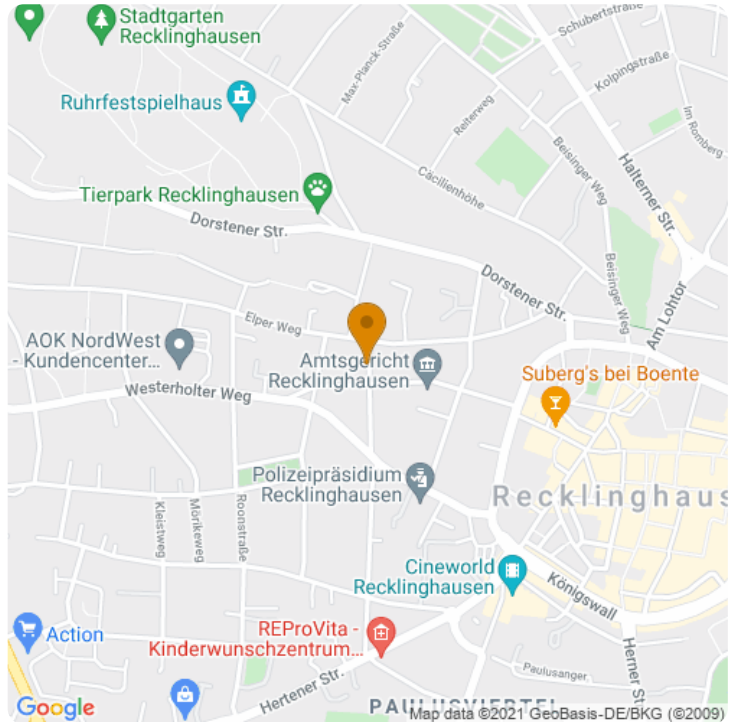 Stadtgarten
Recklinghausen
Schubertstraße
Max-Planck-Straße
Kolpingstraße
Ruhrfestspielhaus
Reiterweg
Im Romberg
Beisinger Weg
Halterner Str.
Cäcilienhöhe
Tierpark Recklinghausen
Dorstener Str.
Dorstener Str.
Beisinger Weg
Am Lohtor
Elper Weg
AOK NordWest
- Kundencenter...
Amtsgericht
Recklinghausen
Suberg's bei Boente
Westerholter Weg
Polizeipräsidium
Recklinghausen
Recklinghaus
Kleistweg
Mörikeweg
Roonstraße
Cineworld
Recklinghausen
Königswall
Action
REProVita -
Kinderwunschzentrum...
Herner St
Paulusanger
Hertener Str.
PAULUSVIERTEL
Google
Map data ©2021 GeoBasis-DE/BKG (©2009)